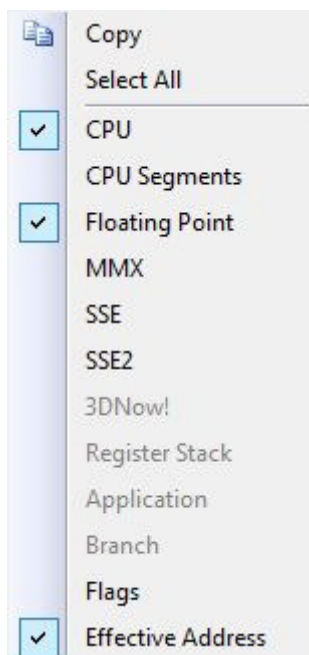 Copy
Select All
CPU
CPU Segments
Floating Point
MMX
SSE
SSE2
3DNow!
Register Stack
Application
Branch
Flags
Effective Address